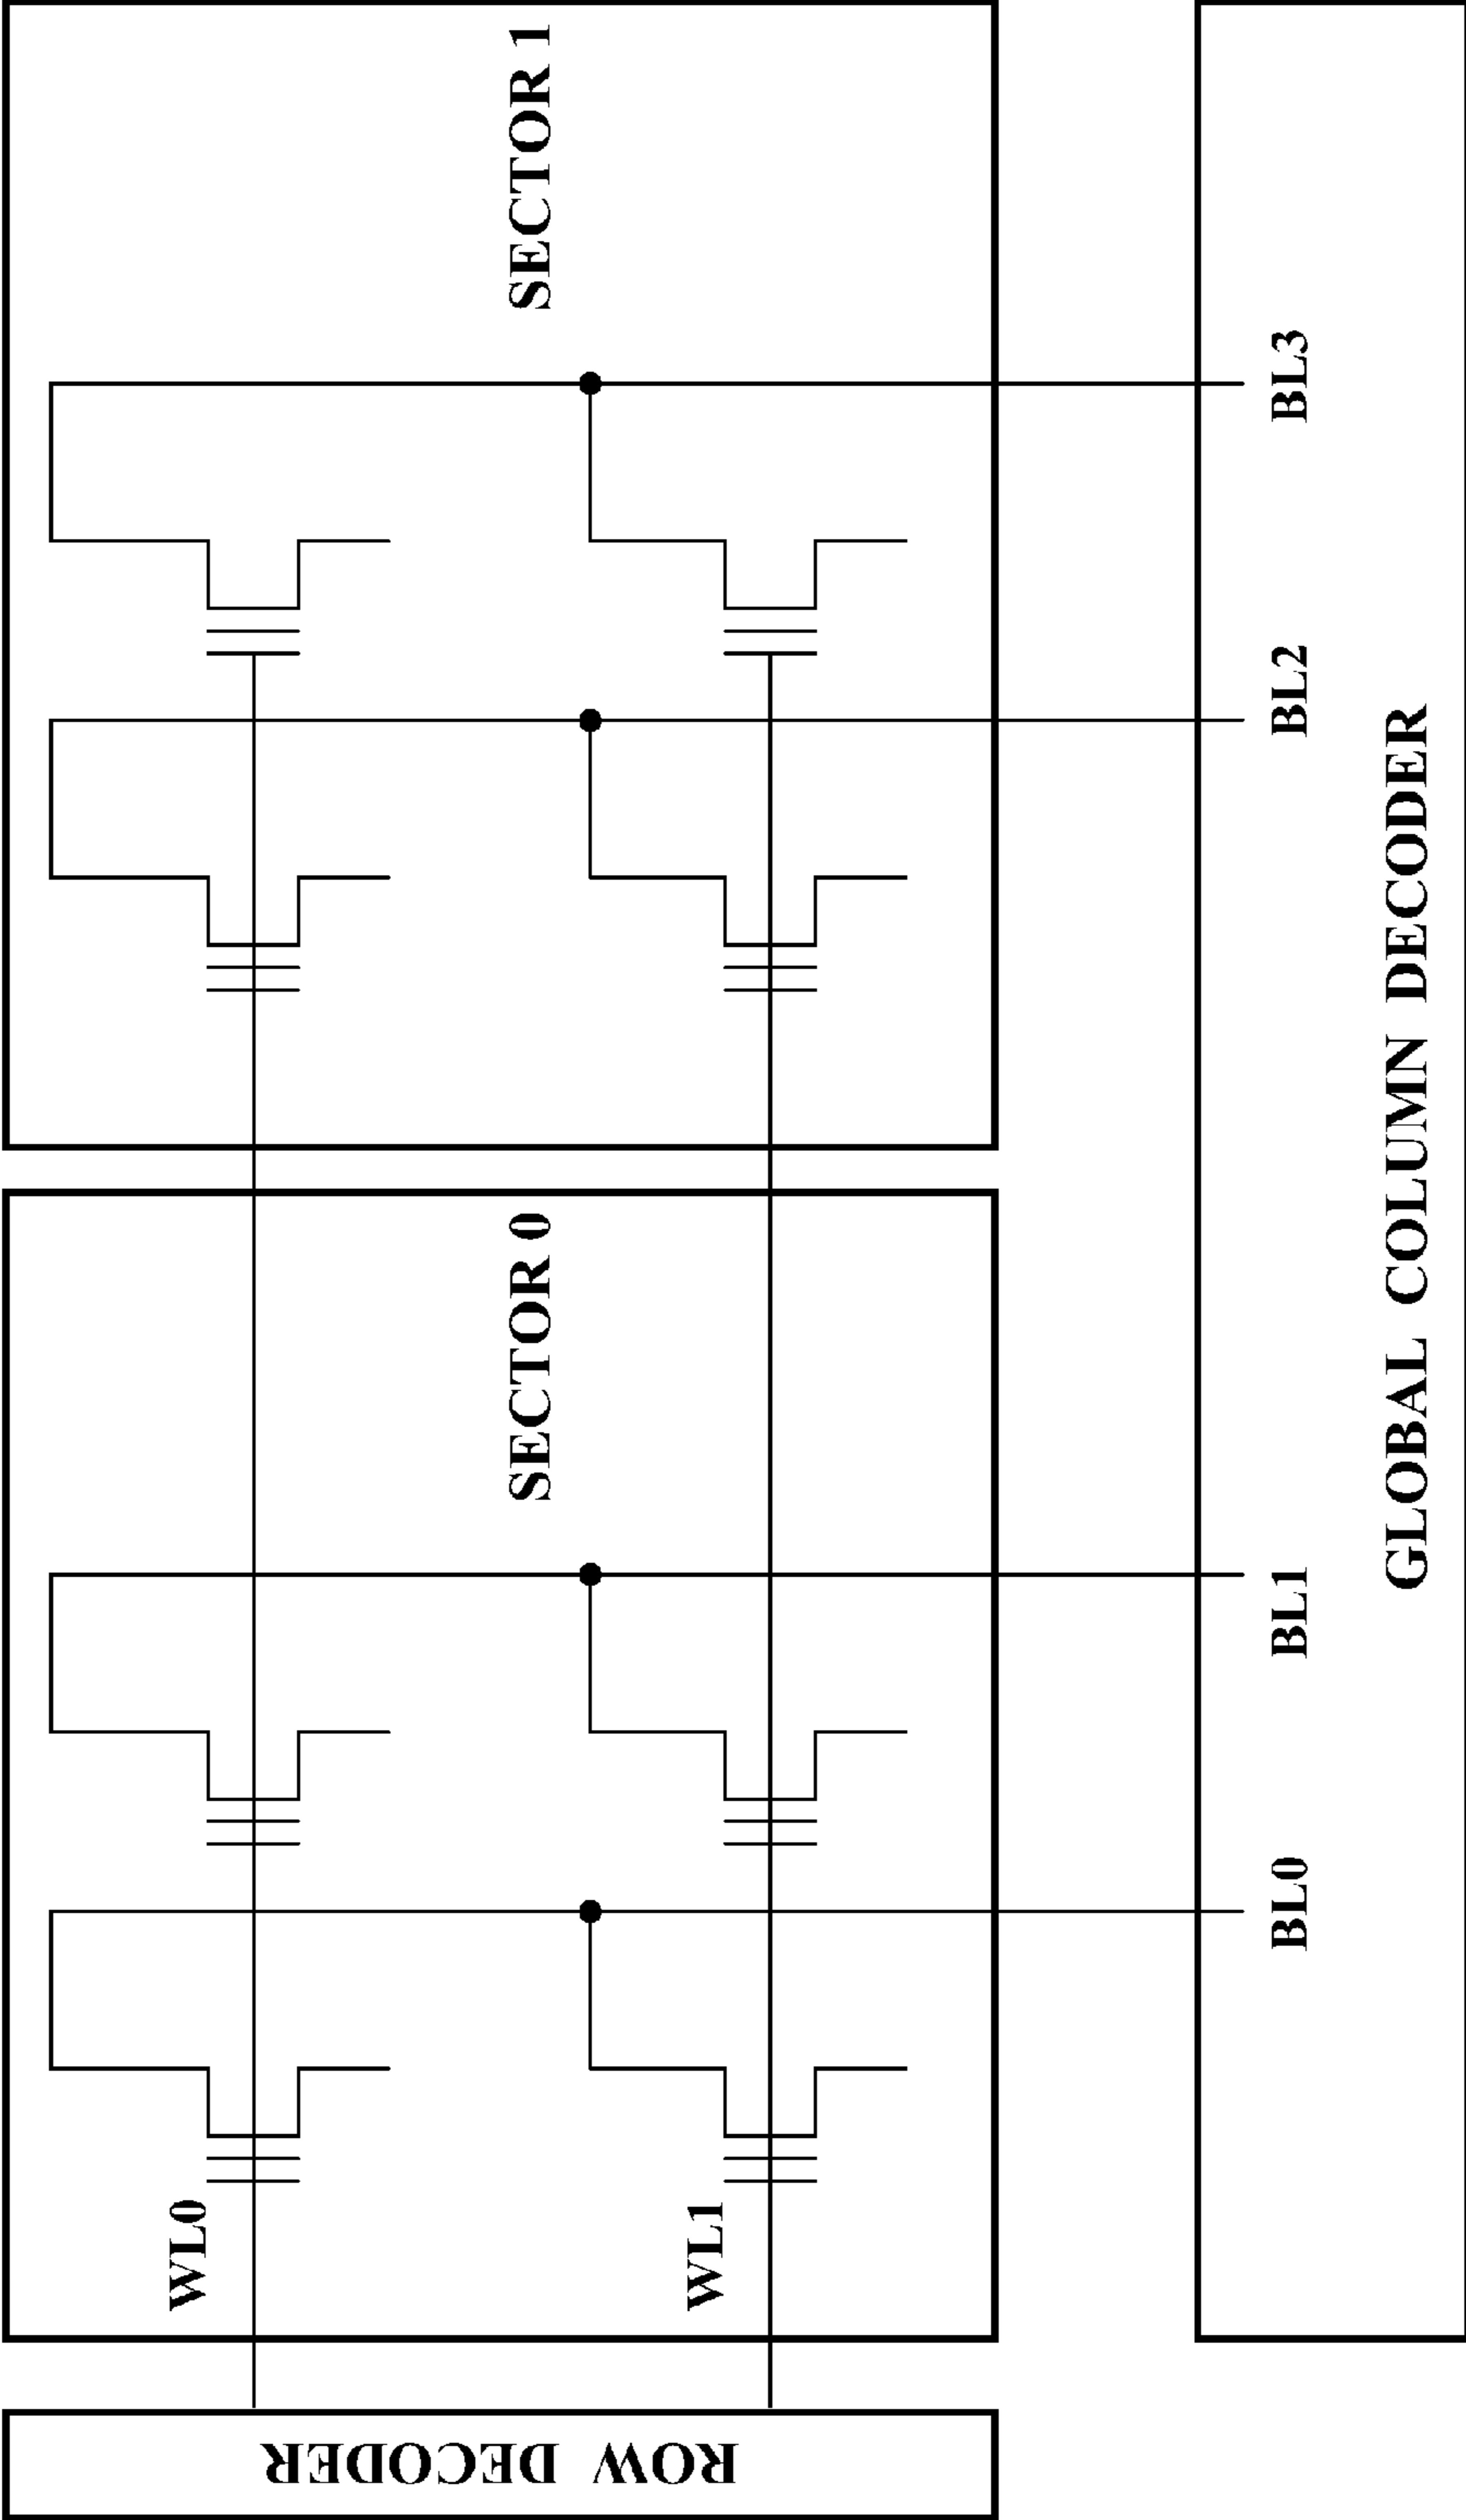 ROW DECODER
WL0
WL1
SECTOR 0
SECTOR 1
BL0
BL1
BL2
BL3
GLOBAL COLUMN DECODER